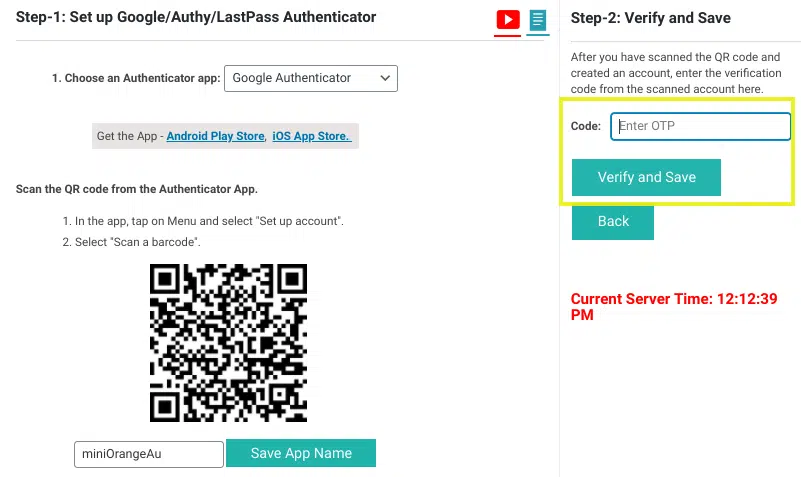 Step-1: Set up Google/Authy/LastPass Authenticator
1. Choose an Authenticator app: Google Authenticator
Get the App - Android Play Store, iOS App Store.
Scan the QR code from the Authenticator App.
1. In the app, tap on Menu and select "Set up account".
2. Select "Scan a barcode".
miniOrangeAu Save App Name
Step-2: Verify and Save
After you have scanned the QR code and
created an account, enter the verification
code from the scanned account here.
Code: Enter OTP
Verify and Save
Back
Current Server Time: 12:12:39
PM